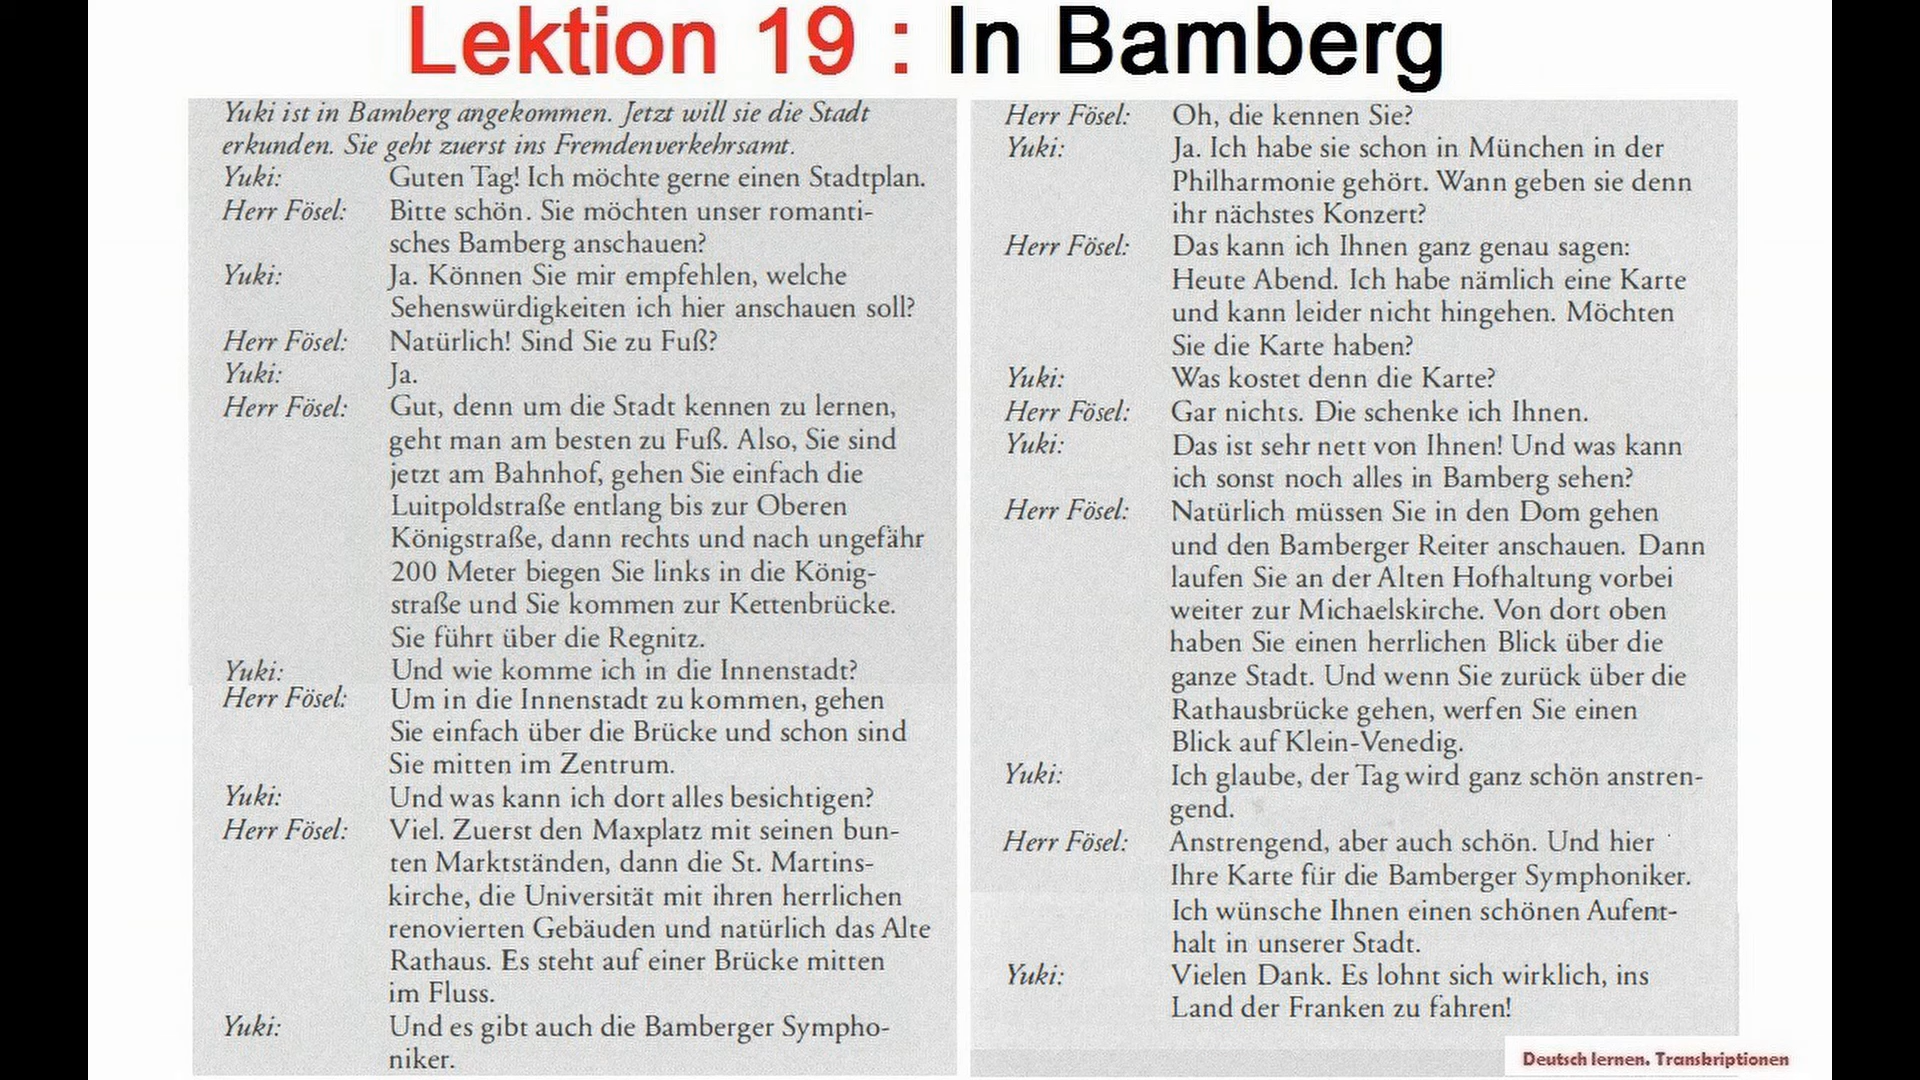 Lektion 19 : In Bamberg
Yuki ist in Bamberg angekommen. Jetzt will sie die Stadt
erkunden. Sie geht zuerst ins Fremdenverkehrsamt.
Yuki: Guten Tag! Ich möchte gerne einen Stadtplan.
Herr Fösel: Bitte schön. Sie möchten unser romanti-
sches Bamberg anschauen?
Yuki: Ja. Können Sie mir empfehlen, welche
Sehenswürdigkeiten ich hier anschauen soll?
Herr Fösel: Natürlich! Sind Sie zu Fuß?
Yuki: Ja.
Herr Fösel: Gut, denn um die Stadt kennen zu lernen,
geht man am besten zu Fuß. Also, Sie sind
jetzt am Bahnhof, gehen Sie einfach die
Luitpoldstraße entlang bis zur Oberen
Königstraße, dann rechts und nach ungefähr
200 Meter biegen Sie links in die König-
straße und Sie kommen zur Kettenbrücke.
Sie führt über die Regnitz.
Yuki: Und wie komme ich in die Innenstadt?
Herr Fösel: Um in die Innenstadt zu kommen, gehen
Sie einfach über die Brücke und schon sind
Sie mitten im Zentrum.
Yuki: Und was kann ich dort alles besichtigen?
Herr Fösel: Viel. Zuerst den Maxplatz mit seinen bun-
ten Marktständen, dann die St. Martins-
kirche, die Universität mit ihren herrlichen
renovierten Gebäuden und natürlich das Alte
Rathaus. Es steht auf einer Brücke mitten
im Fluss.
Yuki: Und es gibt auch die Bamberger Sympho-
niker.
Herr Fösel: Oh, die kennen Sie?
Yuki: Ja. Ich habe sie schon in München in der
Philharmonie gehört. Wann geben sie denn
ihr nächstes Konzert?
Herr Fösel: Das kann ich Ihnen ganz genau sagen:
Heute Abend. Ich habe nämlich eine Karte
und kann leider nicht hingehen. Möchten
Sie die Karte haben?
Yuki: Was kostet denn die Karte?
Herr Fösel: Gar nichts. Die schenke ich Ihnen.
Yuki: Das ist sehr nett von Ihnen! Und was kann
ich sonst noch alles in Bamberg sehen?
Herr Fösel: Natürlich müssen Sie in den Dom gehen
und den Bamberger Reiter anschauen. Dann
laufen Sie an der Alten Hofhaltung vorbei
weiter zur Michaelskirche. Von dort oben
haben Sie einen herrlichen Blick über die
ganze Stadt. Und wenn Sie zurück über die
Rathausbrücke gehen, werfen Sie einen
Blick auf Klein-Venedig.
Yuki: Ich glaube, der Tag wird ganz schön anstren-
gend.
Herr Fösel: Anstrengend, aber auch schön. Und hier
Ihre Karte für die Bamberger Symphoniker.
Ich wünsche Ihnen einen schönen Aufent-
halt in unserer Stadt.
Yuki: Vielen Dank. Es lohnt sich wirklich, ins
Land der Franken zu fahren!
Deutsch lernen. Transkriptionen